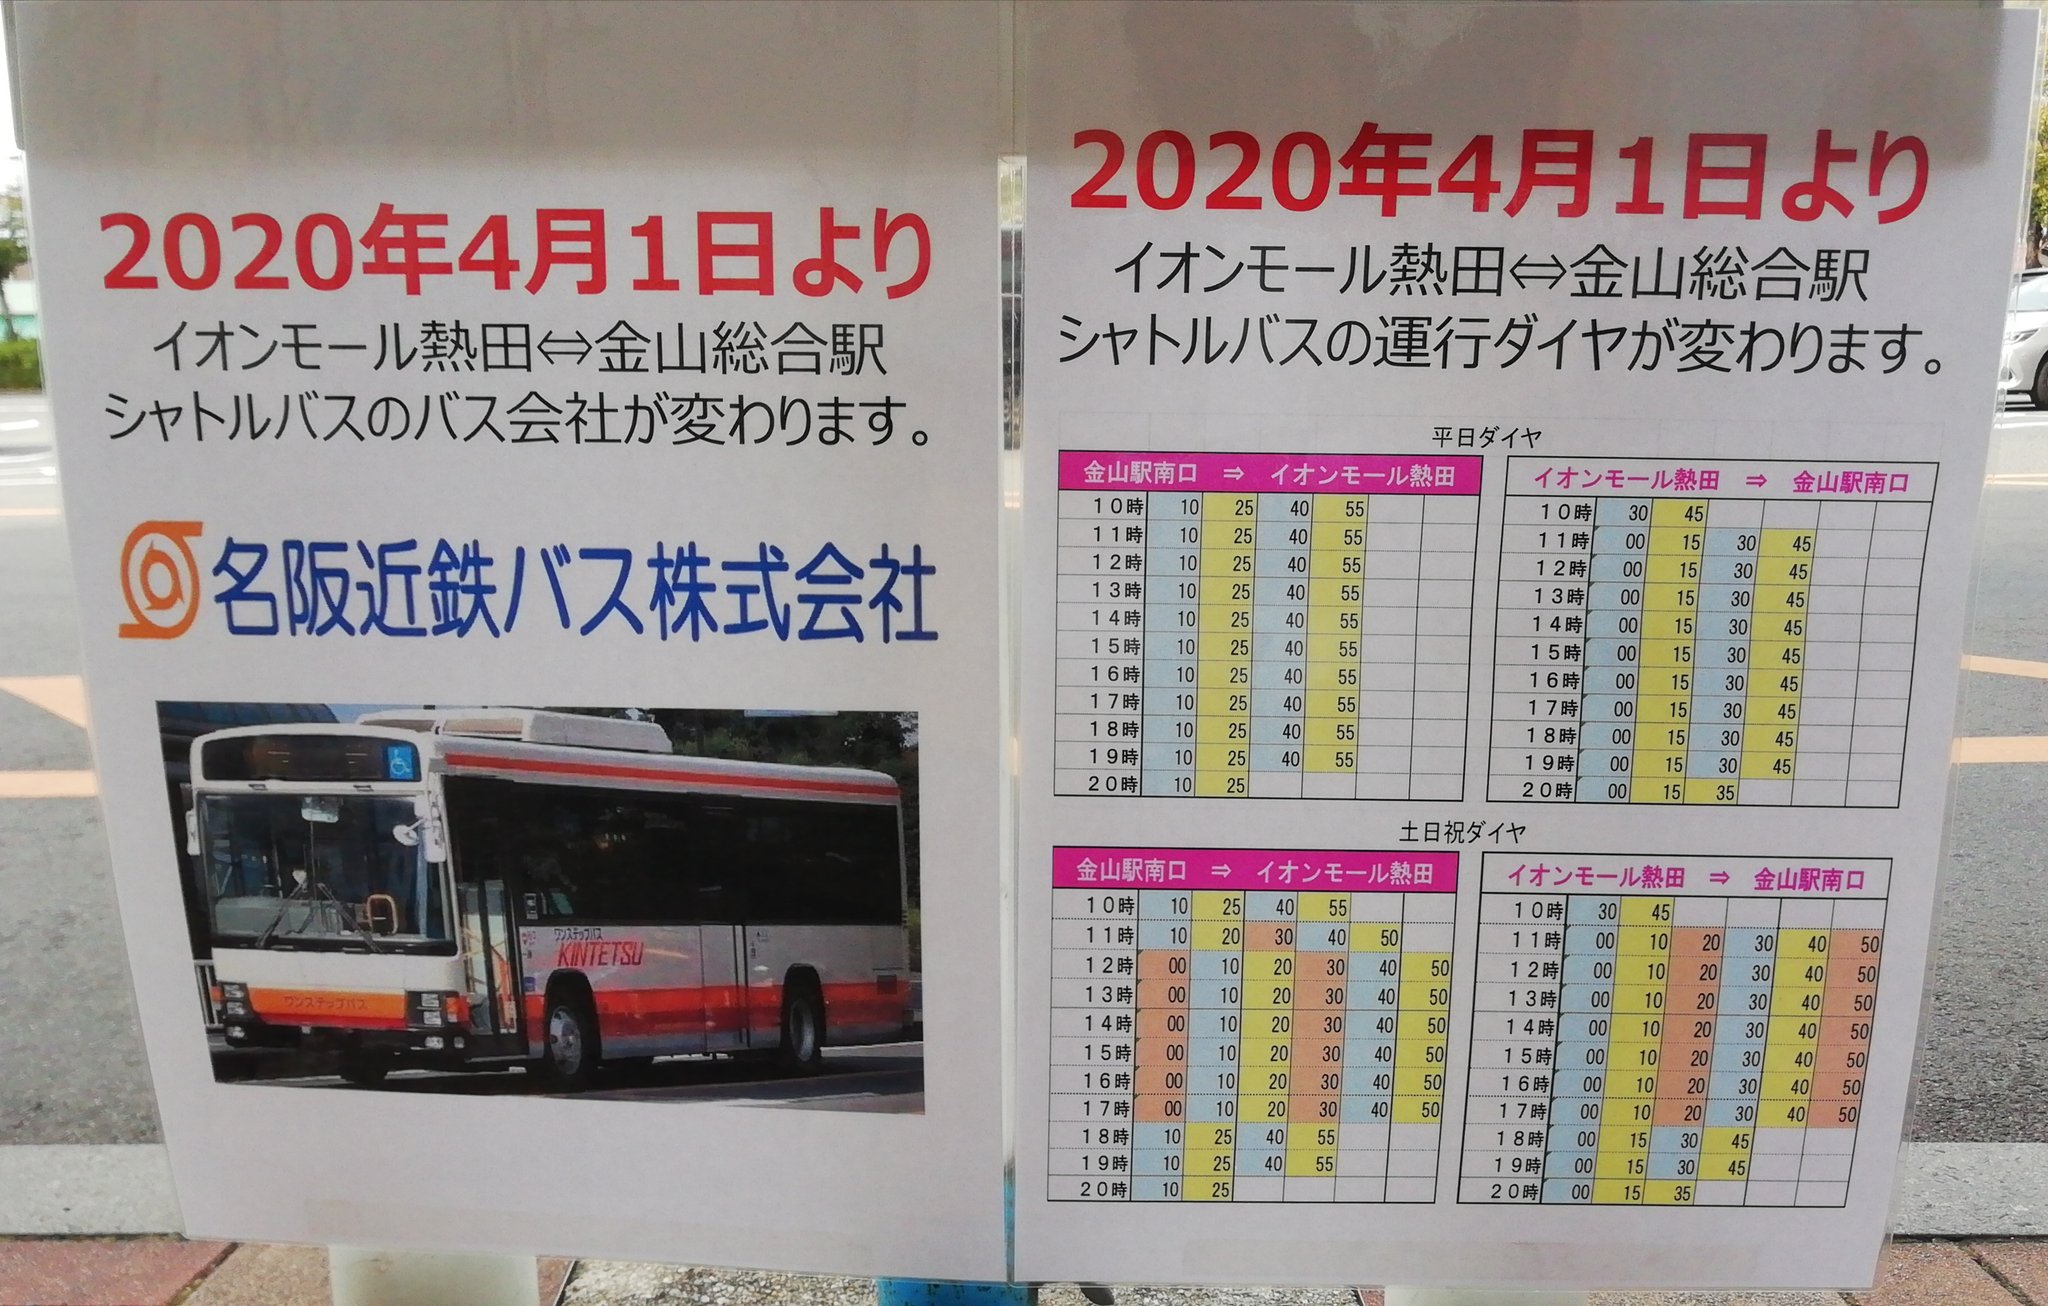 2020年4月1日より
イオンモール熱田⇔金山総合駅
シャトルバスのバス会社が変わります。
名阪近鉄バス株式会社
ワンステップバス
KINTETSU
ワンステップバス
2020年4月1日より
イオンモール熱田⇔金山総合駅
シャトルバスの運行ダイヤが変わります。
平日ダイヤ
金山駅南口 ⇒ イオンモール熱田
10時 10 25 40 55
11時 10 25 40 55
12時 10 25 40 55
13時 10 25 40 55
14時 10 25 40 55
15時 10 25 40 55
16時 10 25 40 55
17時 10 25 40 55
18時 10 25 40 55
19時 10 25 40 55
20時 10 25
イオンモール熱田 ⇒ 金山駅南口
10時 30 45
11時 00 15 30 45
12時 00 15 30 45
13時 00 15 30 45
14時 00 15 30 45
15時 00 15 30 45
16時 00 15 30 45
17時 00 15 30 45
18時 00 15 30 45
19時 00 15 30 45
20時 00 15 35
土日祝ダイヤ
金山駅南口 ⇒ イオンモール熱田
10時 10 25 40 55
11時 10 20 30 40 50
12時 00 10 20 30 40 50
13時 00 10 20 30 40 50
14時 00 10 20 30 40 50
15時 00 10 20 30 40 50
16時 00 10 20 30 40 50
17時 00 10 20 30 40 50
18時 10 25 40 55
19時 10 25 40 55
20時 10 25
イオンモール熱田 ⇒ 金山駅南口
10時 30 45
11時 00 10 20 30 40 50
12時 00 10 20 30 40 50
13時 00 10 20 30 40 50
14時 00 10 20 30 40 50
15時 00 10 20 30 40 50
16時 00 10 20 30 40 50
17時 00 10 20 30 40 50
18時 00 15 30 45
19時 00 15 30 45
20時 00 15 35